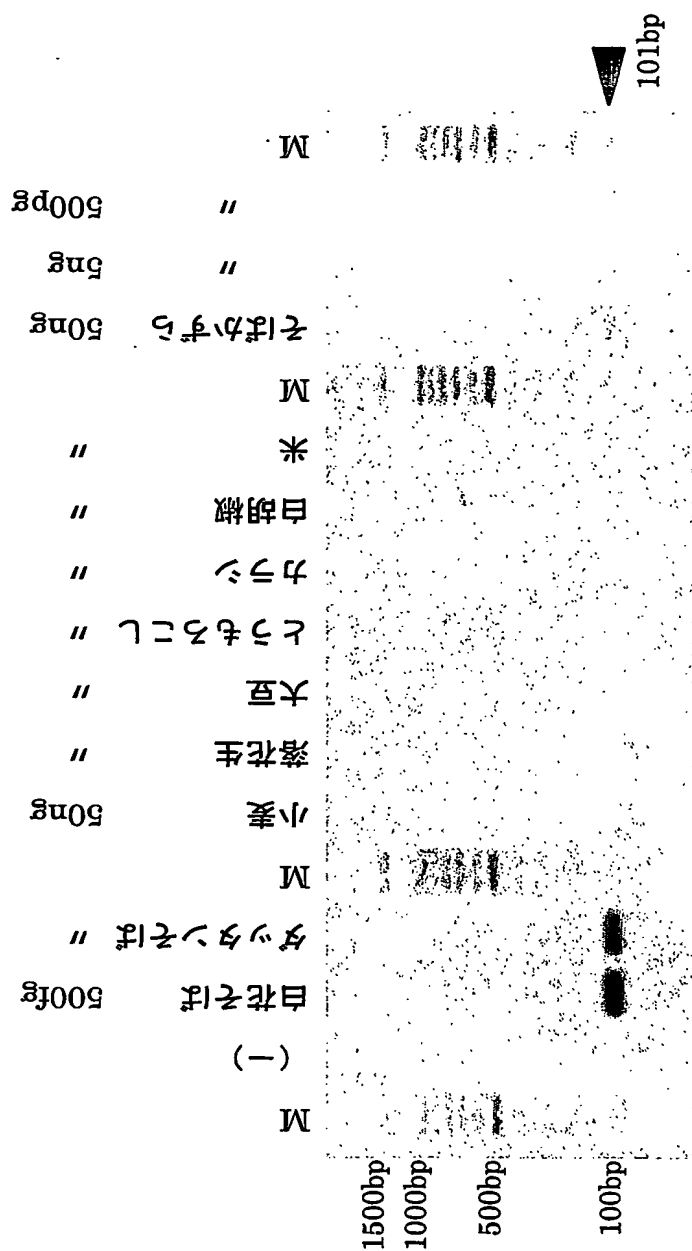 1500bp
1000bp
500bp
100bp
M
(−)
白花そば 500fg
ダッタンそば 〃
M
小麦 50ng
落花生 〃
大豆 〃
とうもろこし 〃
カラシ 〃
白胡椒 〃
米 〃
M
そばかずら 50ng
〃 5ng
〃 500pg
M
101bp